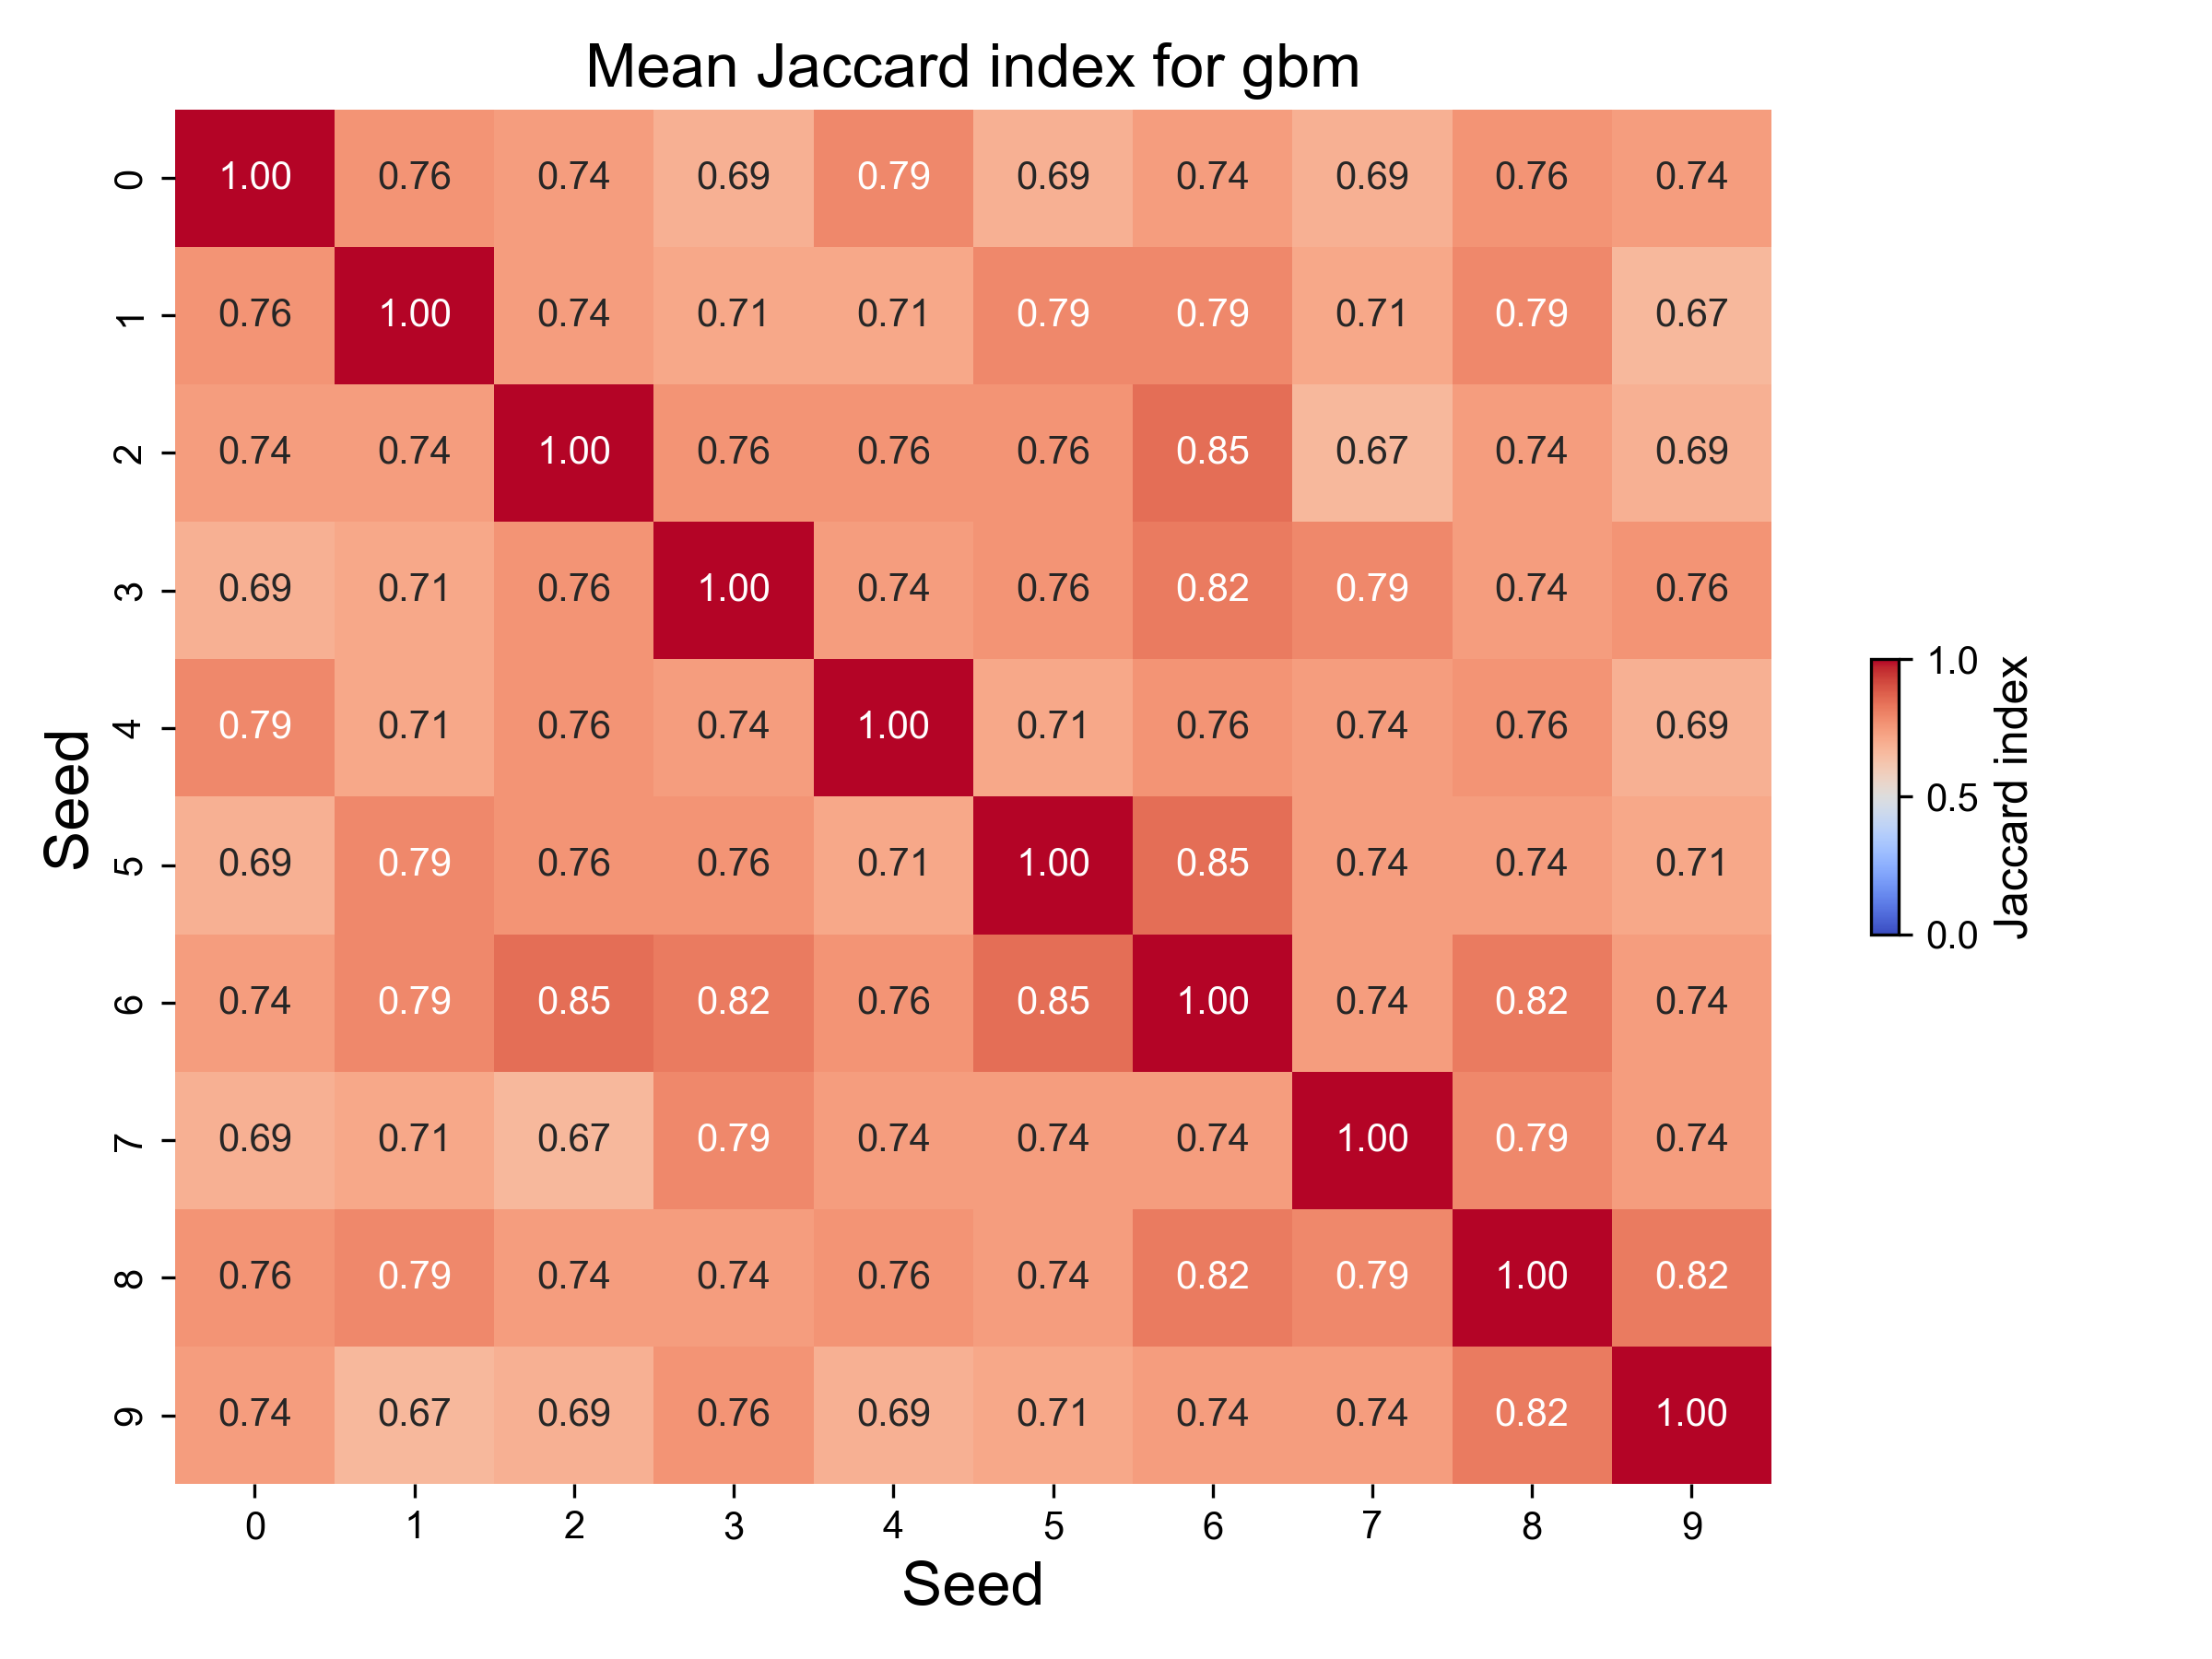 Mean Jaccard index for gbm
0 1.00 0.76 0.74 0.69 0.79 0.69 0.74 0.69 0.76 0.74
1 0.76 1.00 0.74 0.71 0.71 0.79 0.79 0.71 0.79 0.67
2 0.74 0.74 1.00 0.76 0.76 0.76 0.85 0.67 0.74 0.69
3 0.69 0.71 0.76 1.00 0.74 0.76 0.82 0.79 0.74 0.76
4 0.79 0.71 0.76 0.74 1.00 0.71 0.76 0.74 0.76 0.69
5 0.69 0.79 0.76 0.76 0.71 1.00 0.85 0.74 0.74 0.71
6 0.74 0.79 0.85 0.82 0.76 0.85 1.00 0.74 0.82 0.74
7 0.69 0.71 0.67 0.79 0.74 0.74 0.74 1.00 0.79 0.74
8 0.76 0.79 0.74 0.74 0.76 0.74 0.82 0.79 1.00 0.82
9 0.74 0.67 0.69 0.76 0.69 0.71 0.74 0.74 0.82 1.00
0 1 2 3 4 5 6 7 8 9
Seed
Seed
1.0
0.5
0.0
Jaccard index